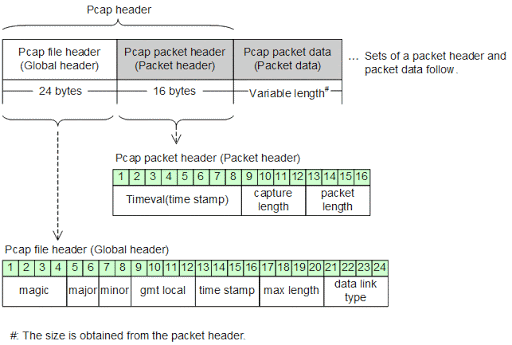 Pcap header
Pcap file header
(Global header)
Pcap packet header
(Packet header)
Pcap packet data
(Packet data)
... Sets of a packet header and
packet data follow.
24 bytes
16 bytes
Variable length#
Pcap packet header (Packet header)
1 2 3 4 5 6 7 8 9 10 11 12 13 14 15 16
Timeval(time stamp)
capture
length
packet
length
Pcap file header (Global header)
1 2 3 4 5 6 7 8 9 10 11 12 13 14 15 16 17 18 19 20 21 22 23 24
magic
major
minor
gmt local
time stamp
max length
data link
type
#: The size is obtained from the packet header.